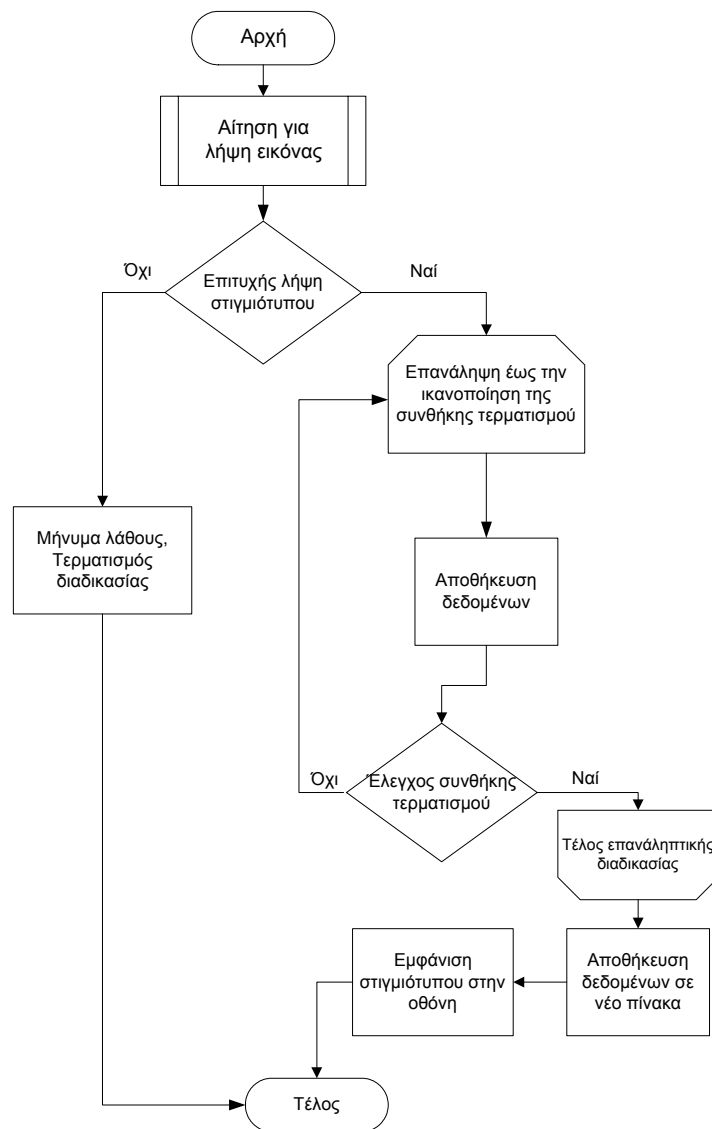 Αρχή
Αίτηση για
λήψη εικόνας
Όχι
Επιτυχής λήψη
στιγμιότυπου
Ναί
Επανάληψη έως την
ικανοποίηση της
συνθήκης τερματισμού
Μήνυμα λάθους,
Τερματισμός
διαδικασίας
Αποθήκευση
δεδομένων
Όχι
Έλεγχος συνθήκης
τερματισμού
Ναί
Τέλος επανάληπτικής
διαδικασίας
Εμφάνιση
στιγμιότυπου στην
οθόνη
Αποθήκευση
δεδομένων σε
νέο πίνακα
Τέλος